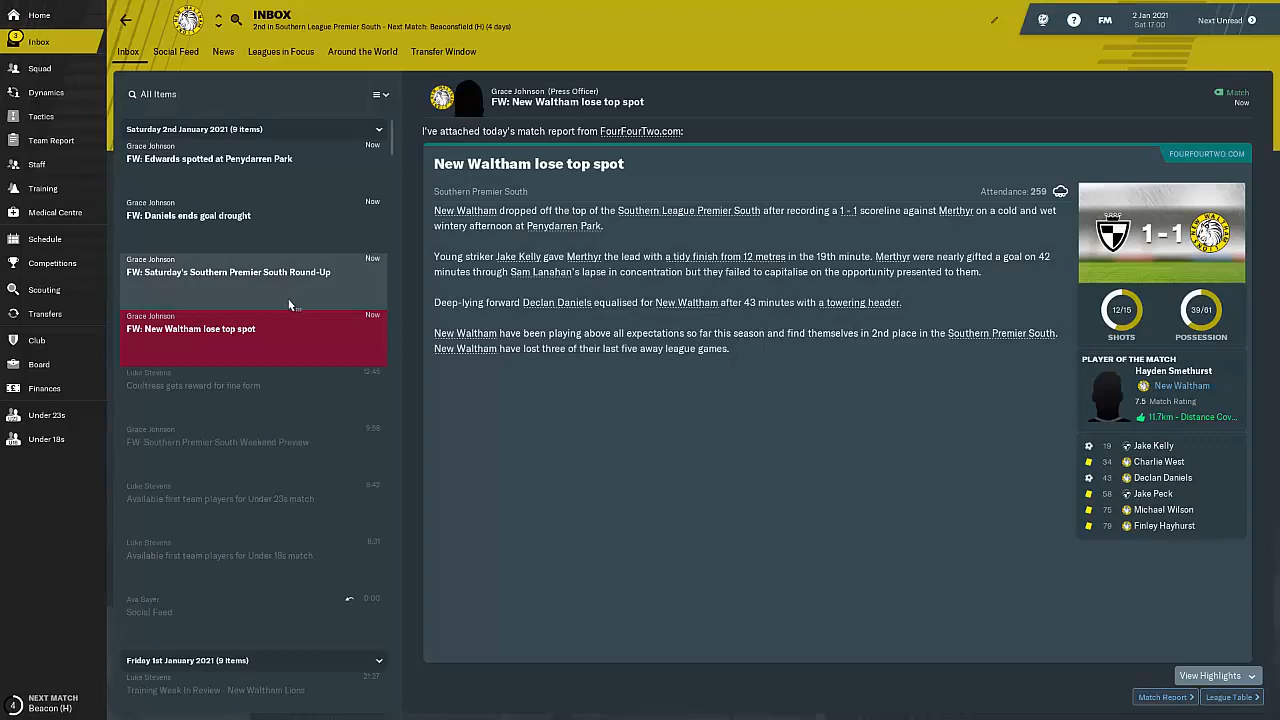 Home
3
Inbox
Squad
Dynamics
Tactics
Team Report
Staff
Training
Medical Centre
Schedule
Competitions
Scouting
Transfers
Club
Board
Finances
Under 23s
Under 18s
4
NEXT MATCH
Beacon (H)
INBOX
2nd in Southern League Premier South - Next Match: Beaconsfield (H) (4 days)
FM
2 Jan 2021
Sat 17:00
Next Unread
Inbox
Social Feed
News
Leagues in Focus
Around the World
Transfer Window
All Items
Saturday 2nd January 2021 (9 items)
Grace Johnson
Now
FW: Edwards spotted at Penydarren Park
Grace Johnson
Now
FW: Daniels ends goal drought
Grace Johnson
Now
FW: Saturday's Southern Premier South Round-Up
Grace Johnson
Now
FW: New Waltham lose top spot
Luke Stevens
12:45
Coultress gets reward for fine form
Grace Johnson
9:58
FW: Southern Premier South Weekend Preview
Luke Stevens
8:42
Available first team players for Under 23s match
Luke Stevens
8:31
Available first team players for Under 18s match
Ava Sayer
0:00
Social Feed
Friday 1st January 2021 (9 items)
Luke Stevens
21:27
Training Week In Review - New Waltham Lions
Grace Johnson (Press Officer)
FW: New Waltham lose top spot
Match
Now
I've attached today's match report from FourFourTwo.com:
New Waltham lose top spot
FOURFOURTWO.COM
Southern Premier South
Attendance: 259
New Waltham dropped off the top of the Southern League Premier South after recording a 1 - 1 scoreline against Merthyr on a cold and wet
wintery afternoon at Penydarren Park.
Young striker Jake Kelly gave Merthyr the lead with a tidy finish from 12 metres in the 19th minute. Merthyr were nearly gifted a goal on 42
minutes through Sam Lanahan's lapse in concentration but they failed to capitalise on the opportunity presented to them.
Deep-lying forward Declan Daniels equalised for New Waltham after 43 minutes with a towering header.
New Waltham have been playing above all expectations so far this season and find themselves in 2nd place in the Southern Premier South.
New Waltham have lost three of their last five away league games.
1 - 1
12/15
SHOTS
39/61
POSSESSION
PLAYER OF THE MATCH
Hayden Smethurst
New Waltham
7.5 Match Rating
11.7km - Distance Cov...
19 Jake Kelly
34 Charlie West
43 Declan Daniels
58 Jake Peck
75 Michael Wilson
79 Finley Hayhurst
View Highlights
Match Report
League Table